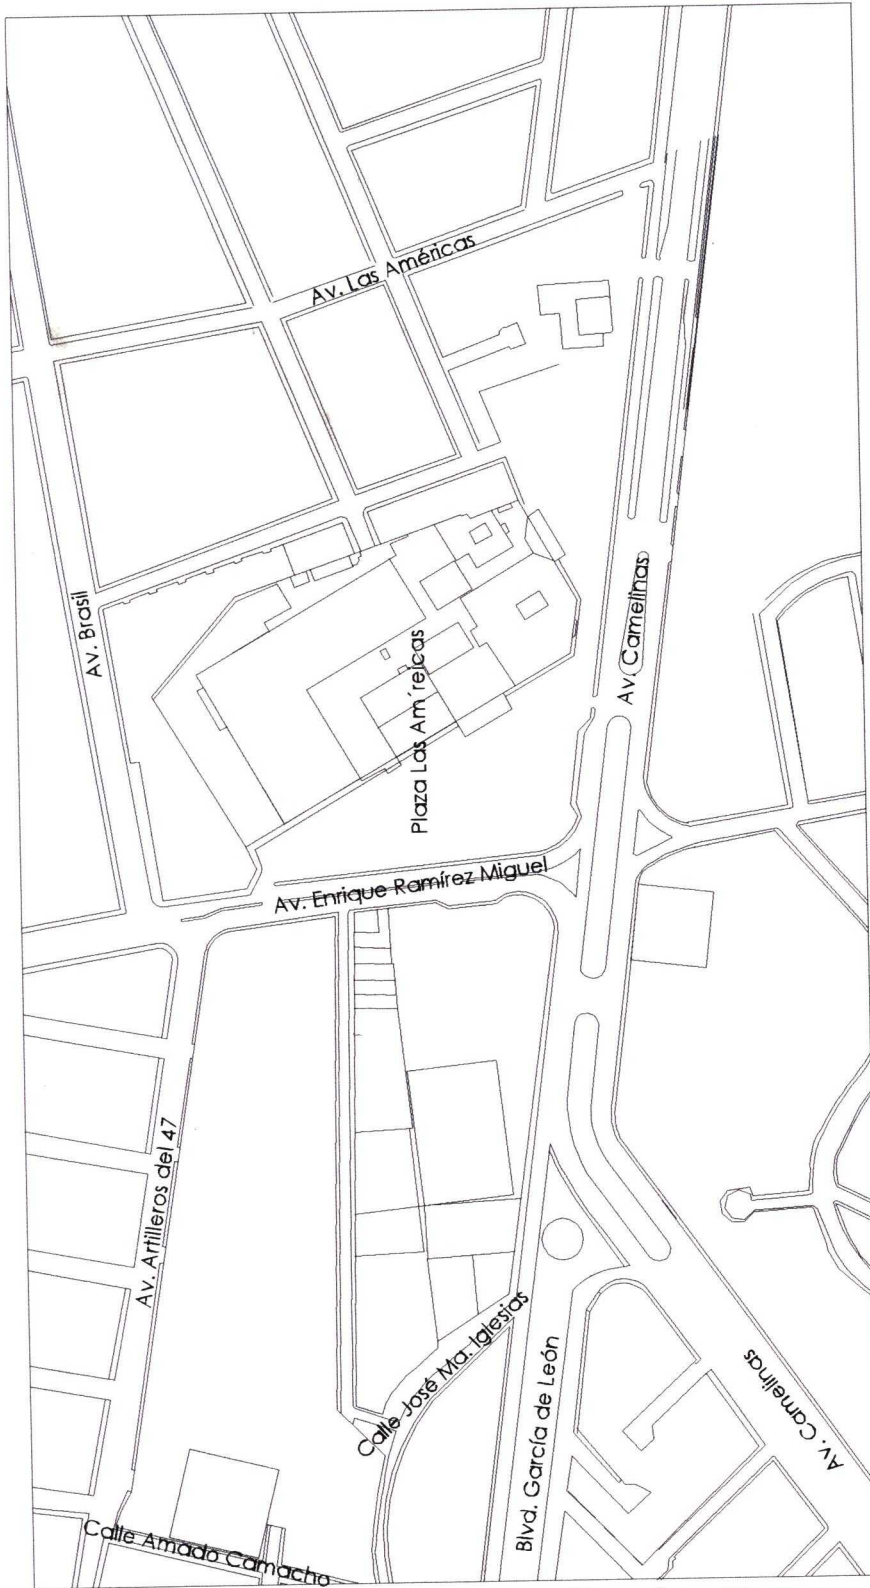 Av. Las Américas
Av. Brasil
Av. Camelinas
Plaza Las Am´reicas
Av. Enrique Ramírez Miguel
Av. Artilleros del 47
Calle José Ma. Iglesias
Blvd. García de León
Av. Camelinas
Calle Amado Camacho